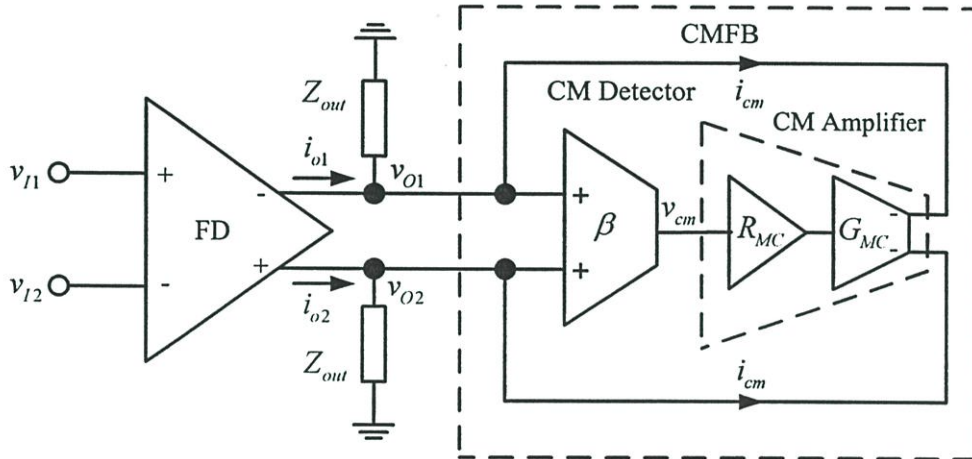 CMFB
Z_out
CM Detector
i_cm
CM Amplifier
v_I1
+
i_o1
v_O1
-
+
FD
β
v_cm
R_MC
G_MC
-
-
v_I2
-
+
i_o2
v_O2
+
Z_out
i_cm